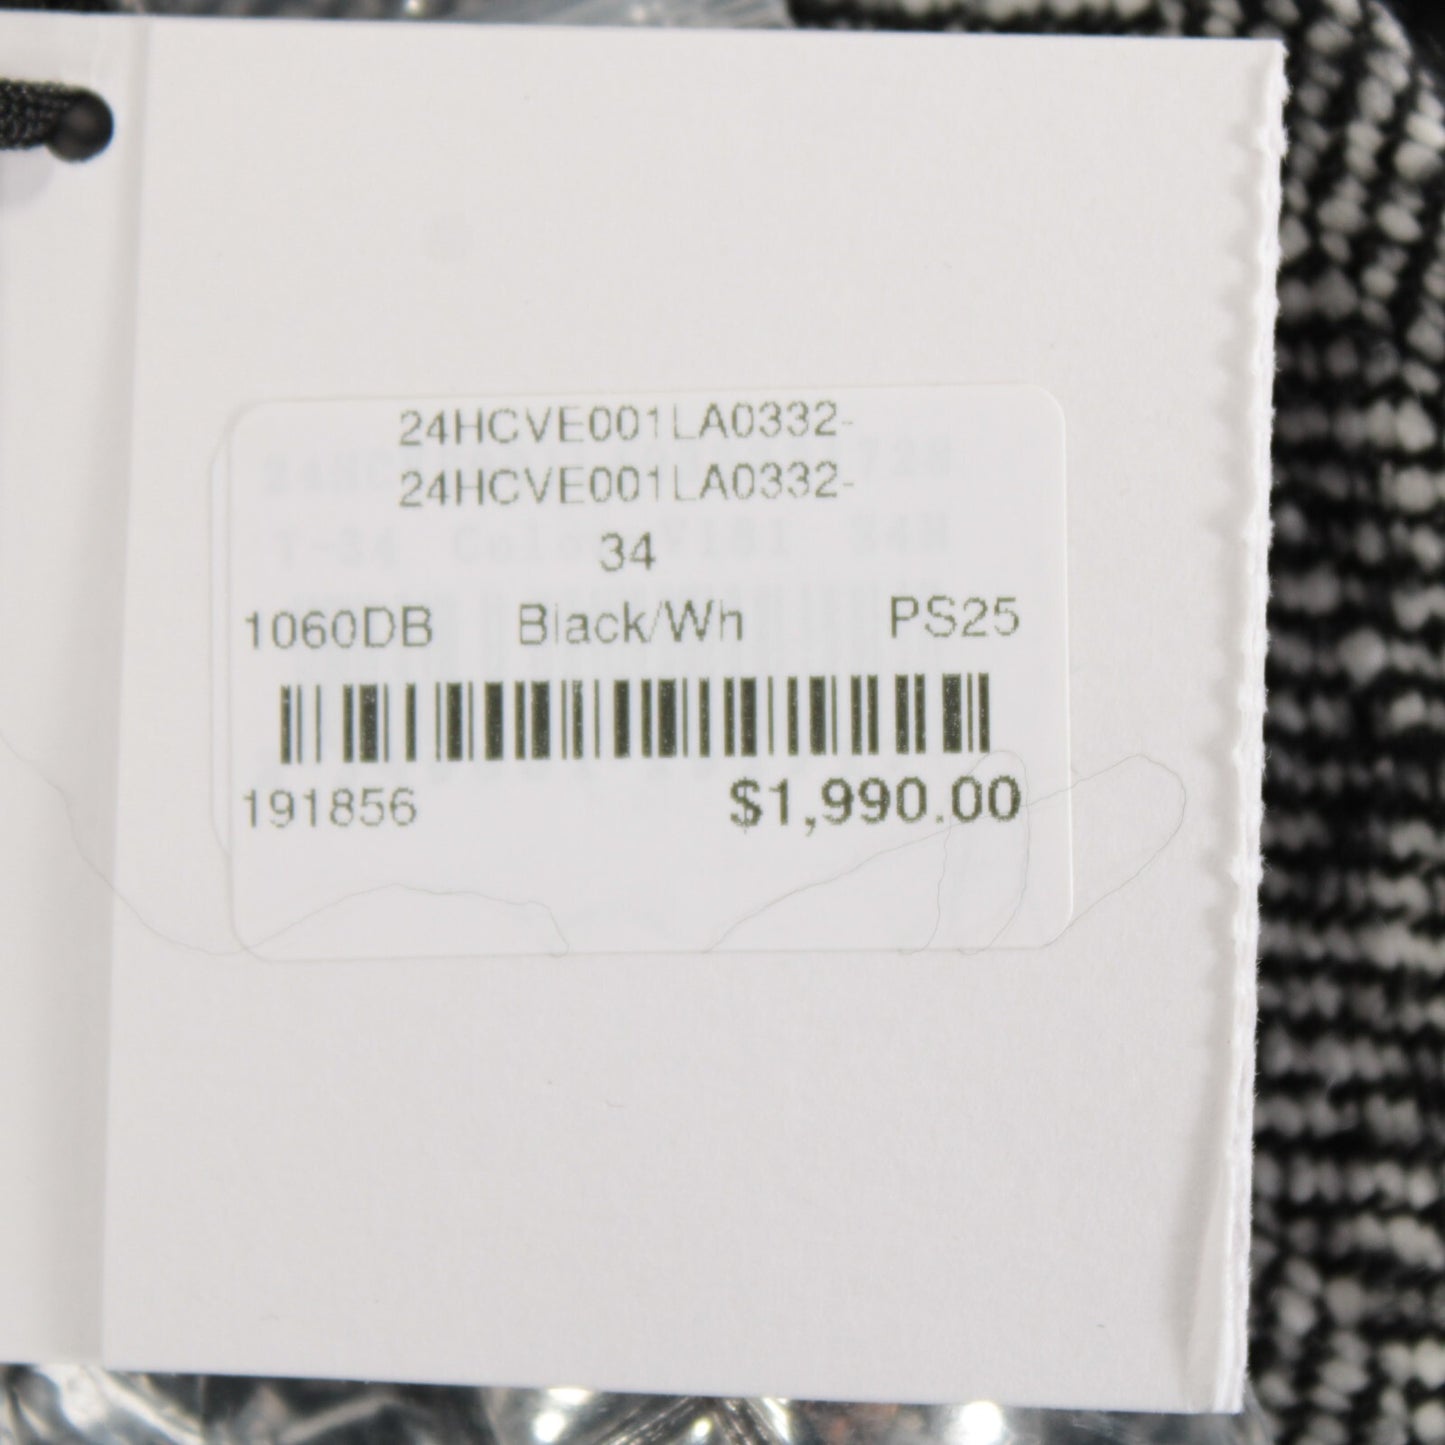 24HCVE001LA0332-
24HCVE001LA0332-
34
1060DB Black/Wh PS25
191856 $1,990.00